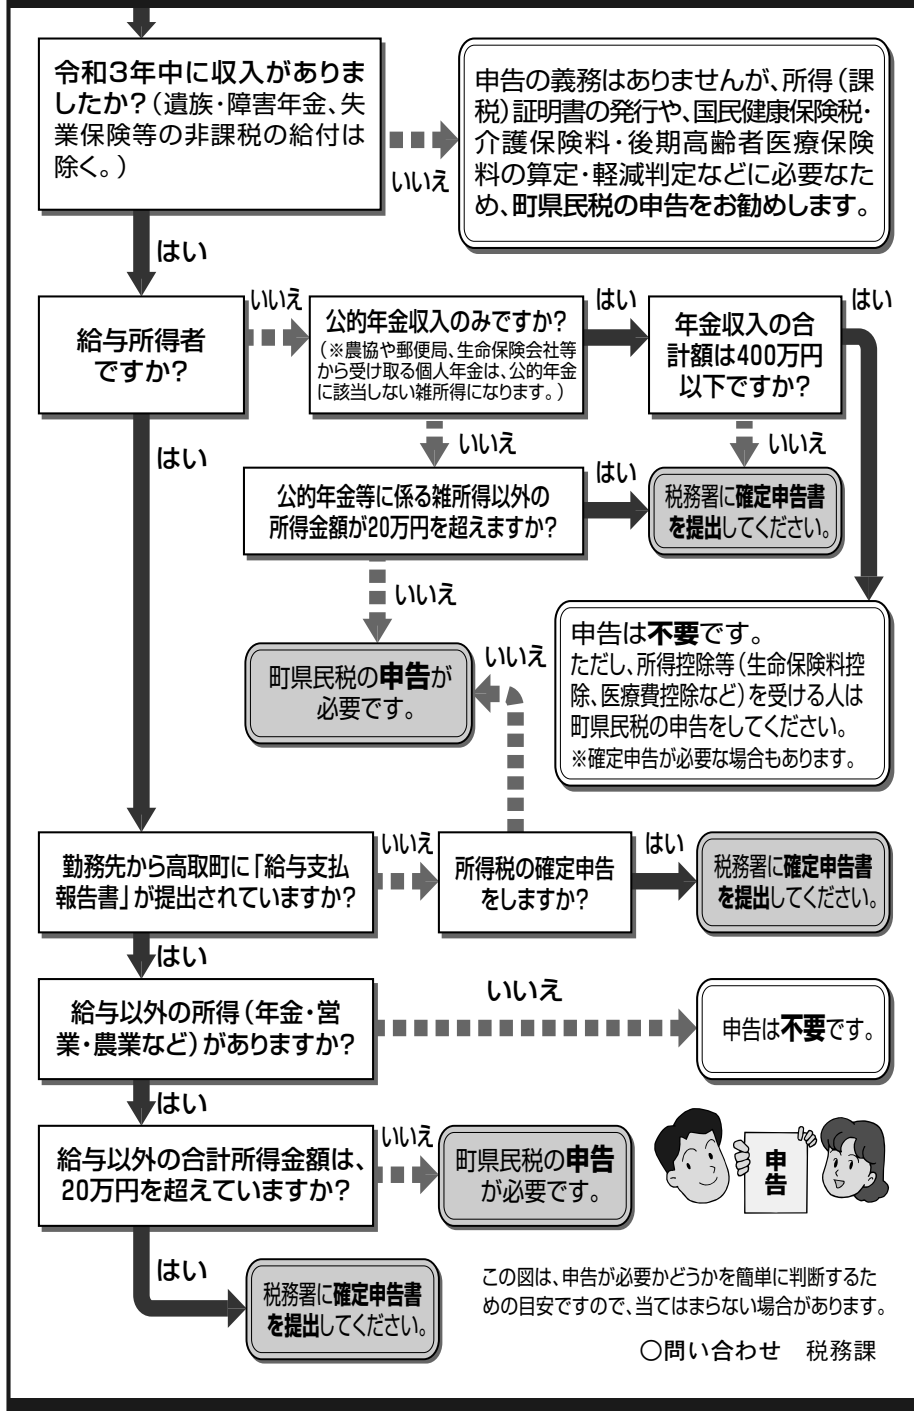 令和3年中に収入がありま
したか？（遺族・障害年金、失
業保険等の非課税の給付は
除く。）
いいえ
申告の義務はありませんが、所得（課
税）証明書の発行や、国民健康保険税・
介護保険料・後期高齢者医療保険
料の算定・軽減判定などに必要なた
め、町県民税の申告をお勧めします。
はい
給与所得者
ですか？
いいえ
公的年金収入のみですか？
（※農協や郵便局、生命保険会社等
から受け取る個人年金は、公的年金
に該当しない雑所得になります。）
はい
年金収入の合
計額は400万円
以下ですか？
はい
はい
いいえ
いいえ
公的年金等に係る雑所得以外の
所得金額が20万円を超えますか？
はい
税務署に確定申告書
を提出してください。
いいえ
町県民税の申告が
必要です。
いいえ
申告は不要です。
ただし、所得控除等（生命保険料控
除、医療費控除など）を受ける人は
町県民税の申告をしてください。
※確定申告が必要な場合もあります。
勤務先から高取町に「給与支払
報告書」が提出されていますか？
いいえ
所得税の確定申告
をしますか？
はい
税務署に確定申告書
を提出してください。
はい
給与以外の所得（年金・営
業・農業など）がありますか？
いいえ
申告は不要です。
はい
給与以外の合計所得金額は、
20万円を超えていますか？
いいえ
町県民税の申告
が必要です。
申告
はい
税務署に確定申告書
を提出してください。
この図は、申告が必要かどうかを簡単に判断するた
めの目安ですので、当てはまらない場合があります。
○問い合わせ　税務課